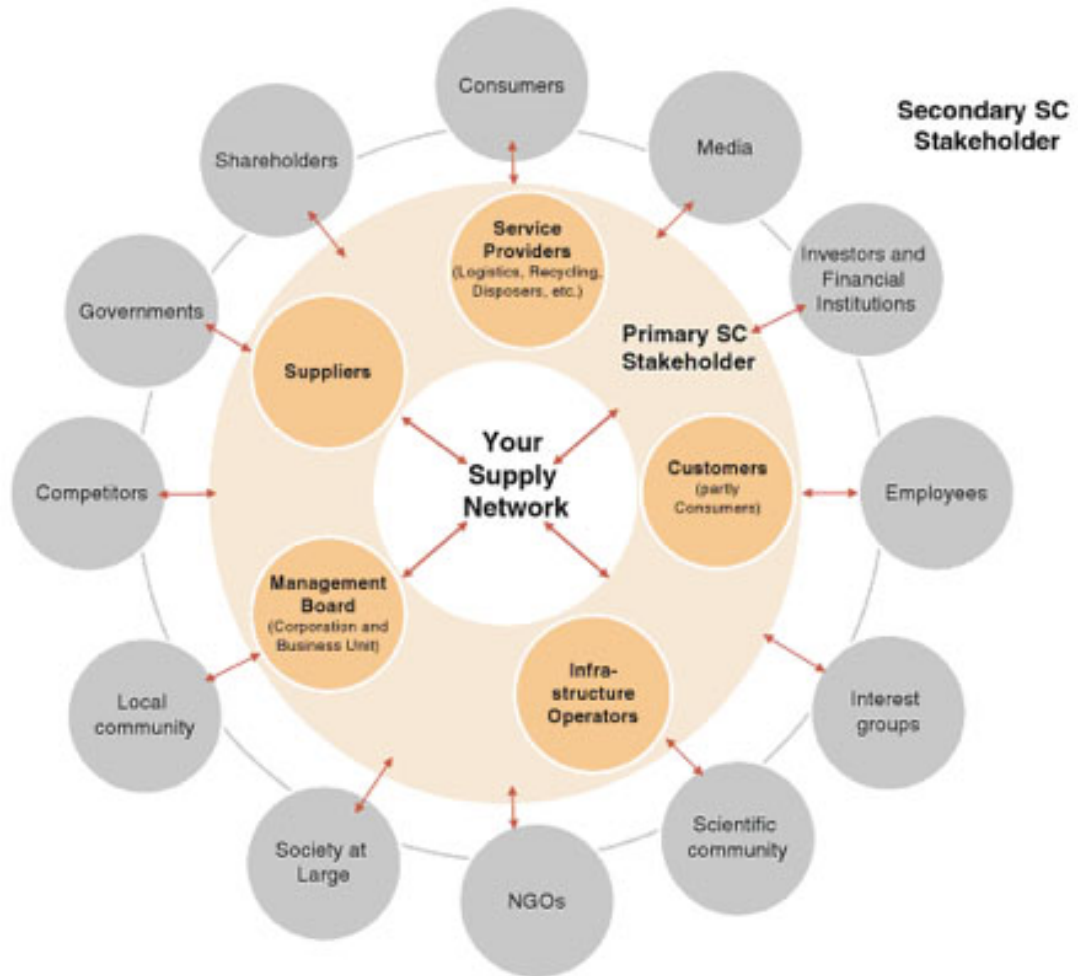 Consumers
Secondary SC
Stakeholder
Media
Shareholders
Service
Providers
(Logistics, Recycling,
Disposers, etc.)
Investors and
Financial
Institutions
Governments
Primary SC
Stakeholder
Suppliers
Your
Supply
Network
Customers
(partly
Consumers)
Competitors
Employees
Management
Board
(Corporation and
Business Unit)
Infra-
structure
Operators
Local
community
Interest
groups
Scientific
community
Society at
Large
NGOs